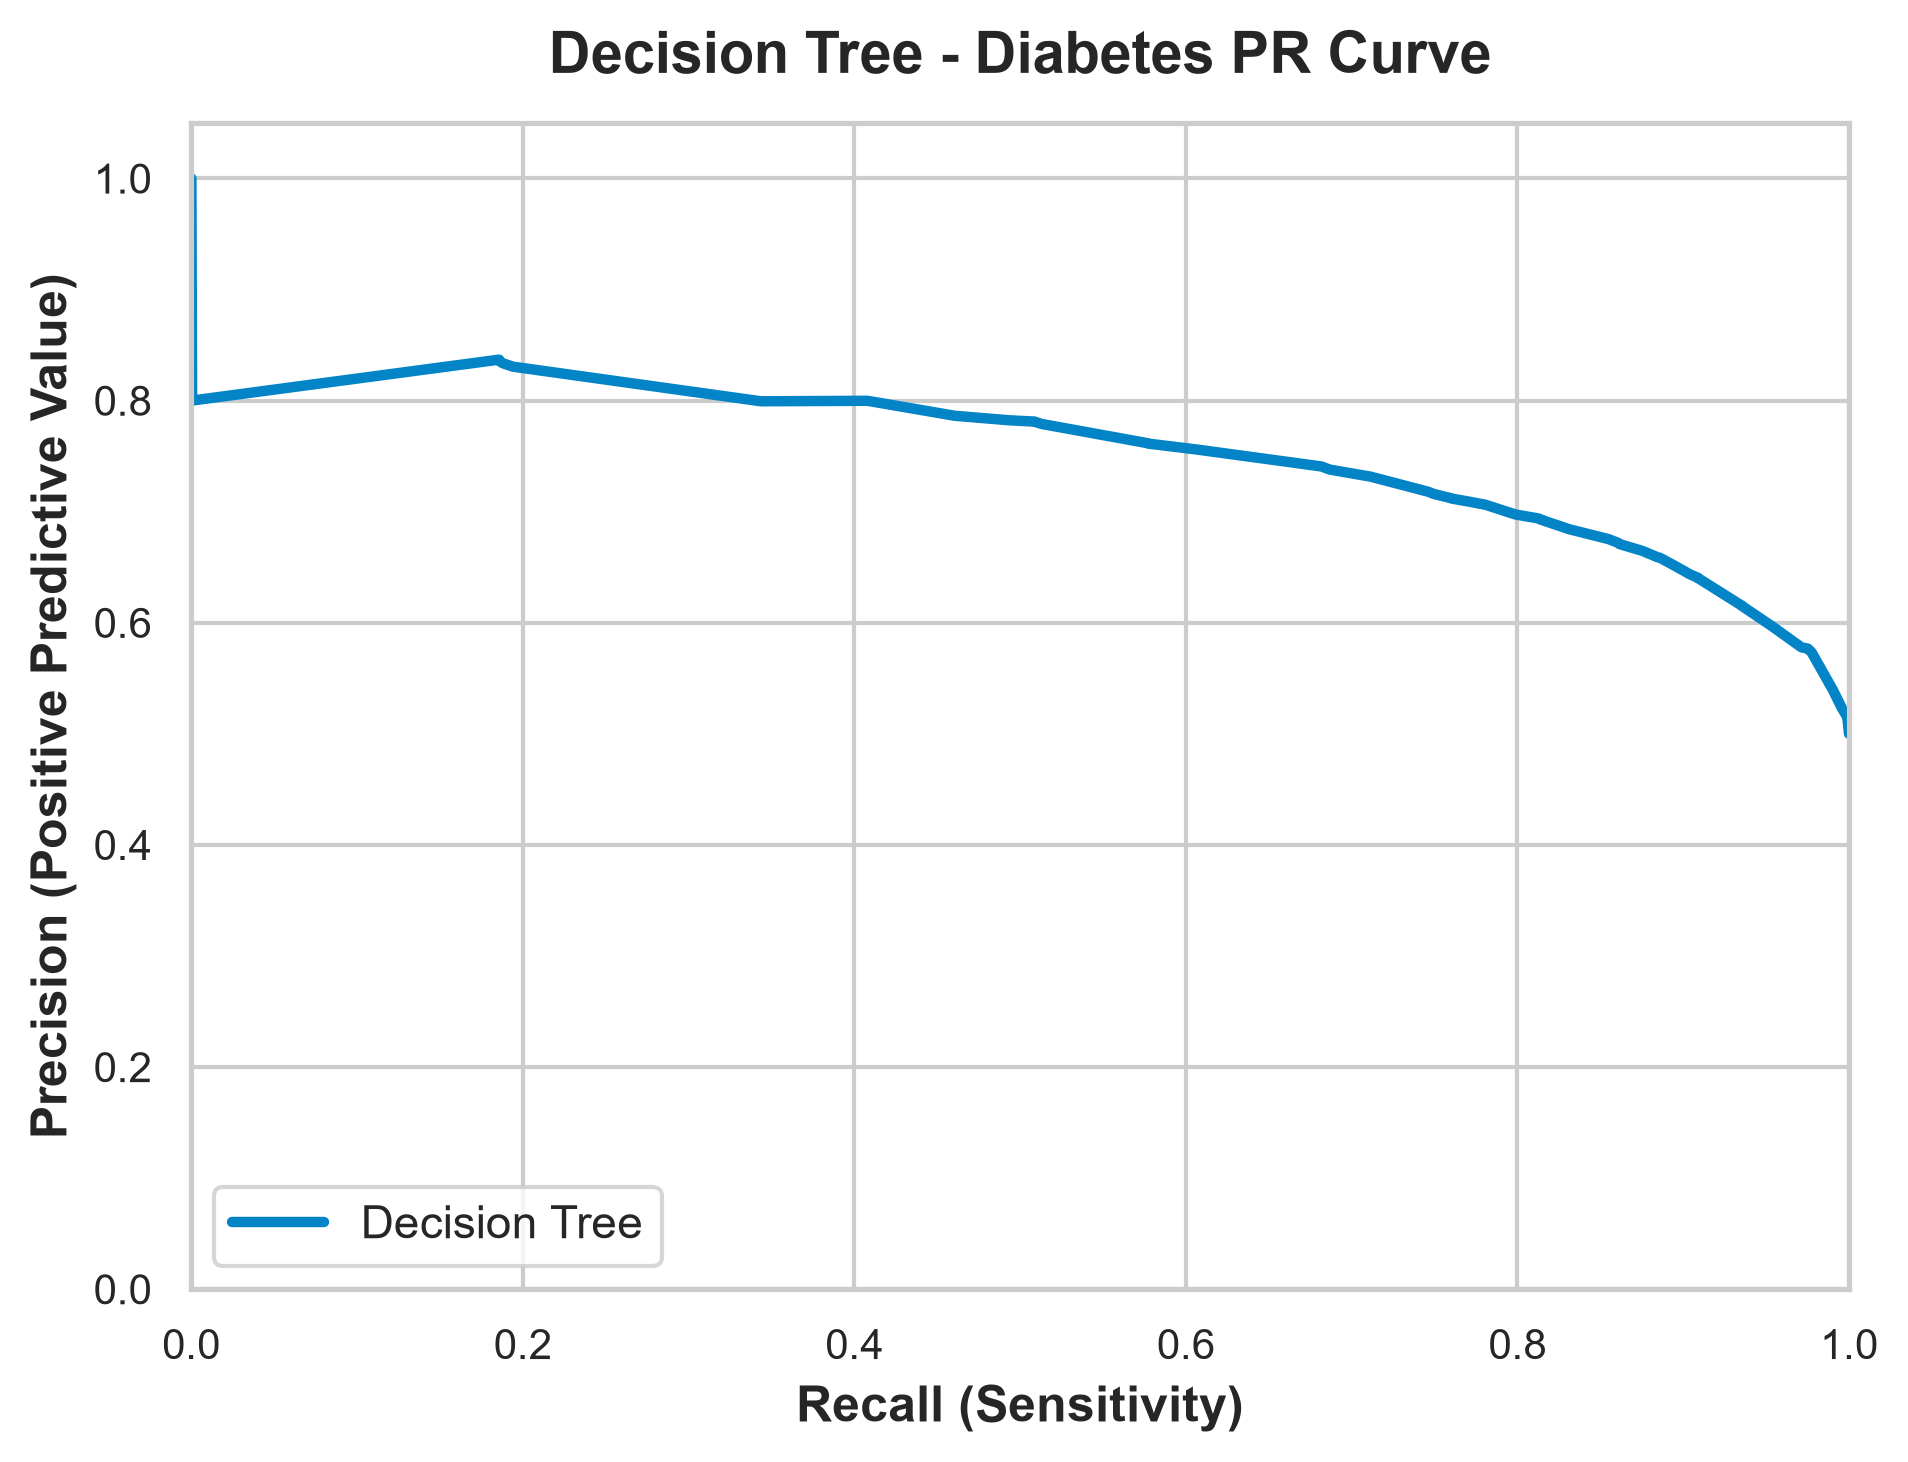 Decision Tree - Diabetes PR Curve
Precision (Positive Predictive Value)
1.0
0.8
0.6
0.4
0.2
0.0
Decision Tree
0.0 0.2 0.4 0.6 0.8 1.0
Recall (Sensitivity)